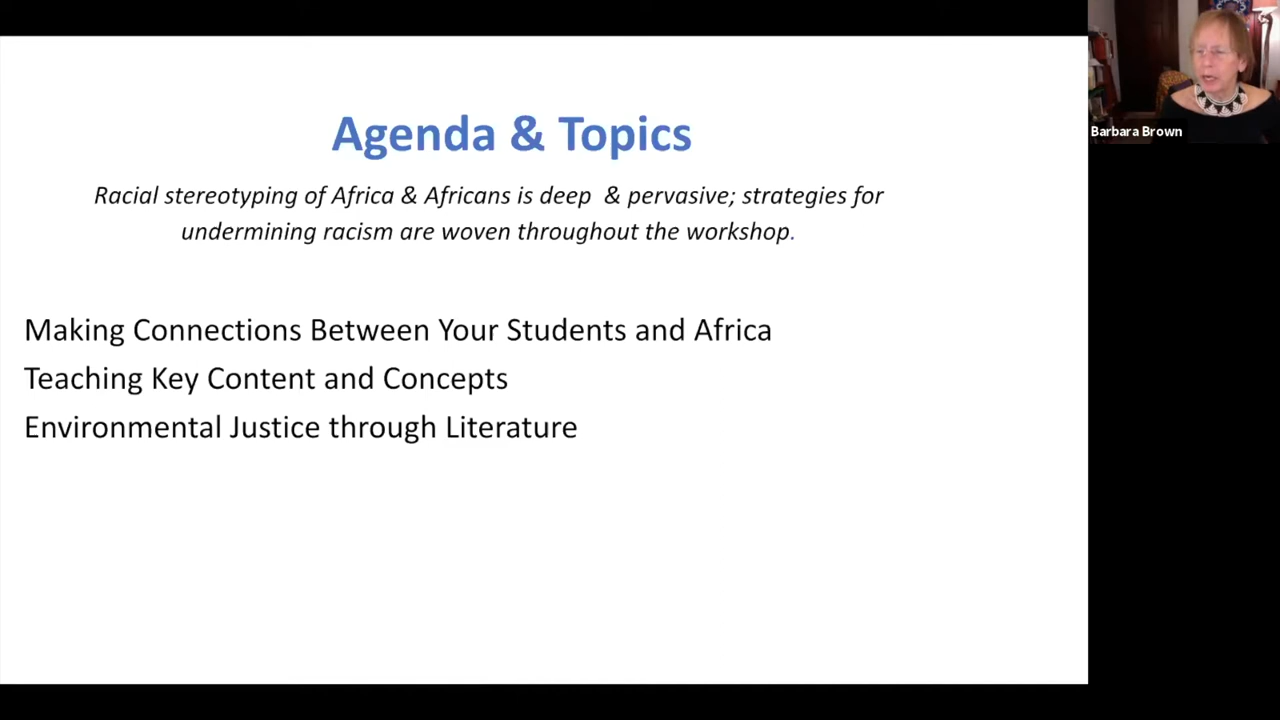 Agenda & Topics
Racial stereotyping of Africa & Africans is deep & pervasive; strategies for
undermining racism are woven throughout the workshop.
Making Connections Between Your Students and Africa
Teaching Key Content and Concepts
Environmental Justice through Literature
Barbara Brown